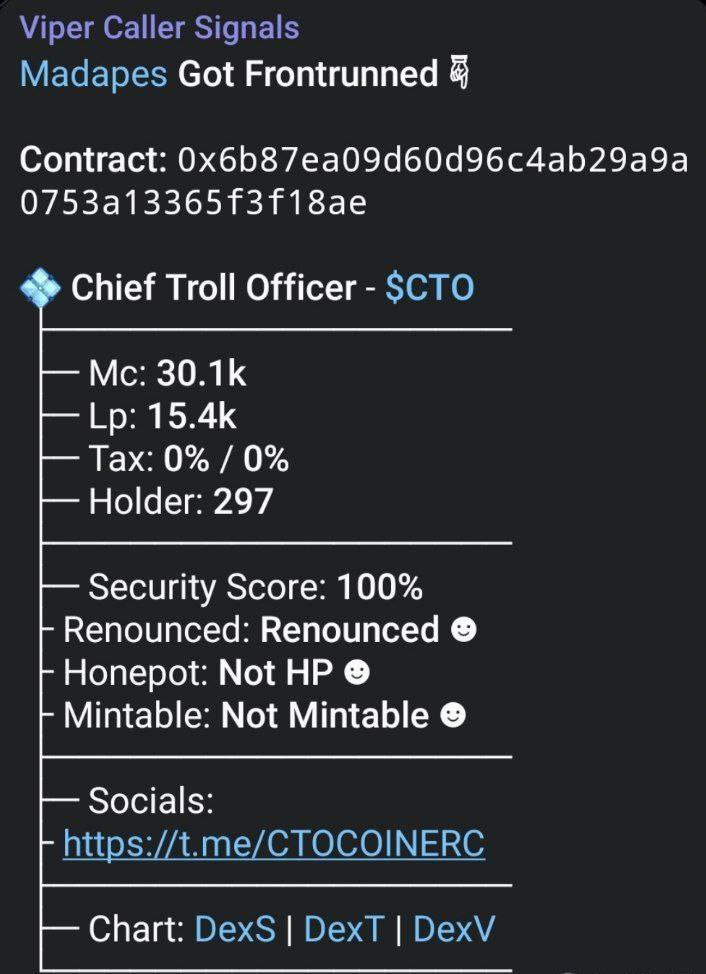 Viper Caller Signals
Madapes Got Frontrunned 👇
Contract: 0x6b87ea09d60d96c4ab29a9a
0753a13365f3f18ae
💠 Chief Troll Officer - $CTO
Mc: 30.1k
Lp: 15.4k
Tax: 0% / 0%
Holder: 297
Security Score: 100%
Renounced: Renounced ☻
Honepot: Not HP ☻
Mintable: Not Mintable ☻
Socials:
https://t.me/CTOCOINERC
Chart: DexS | DexT | DexV